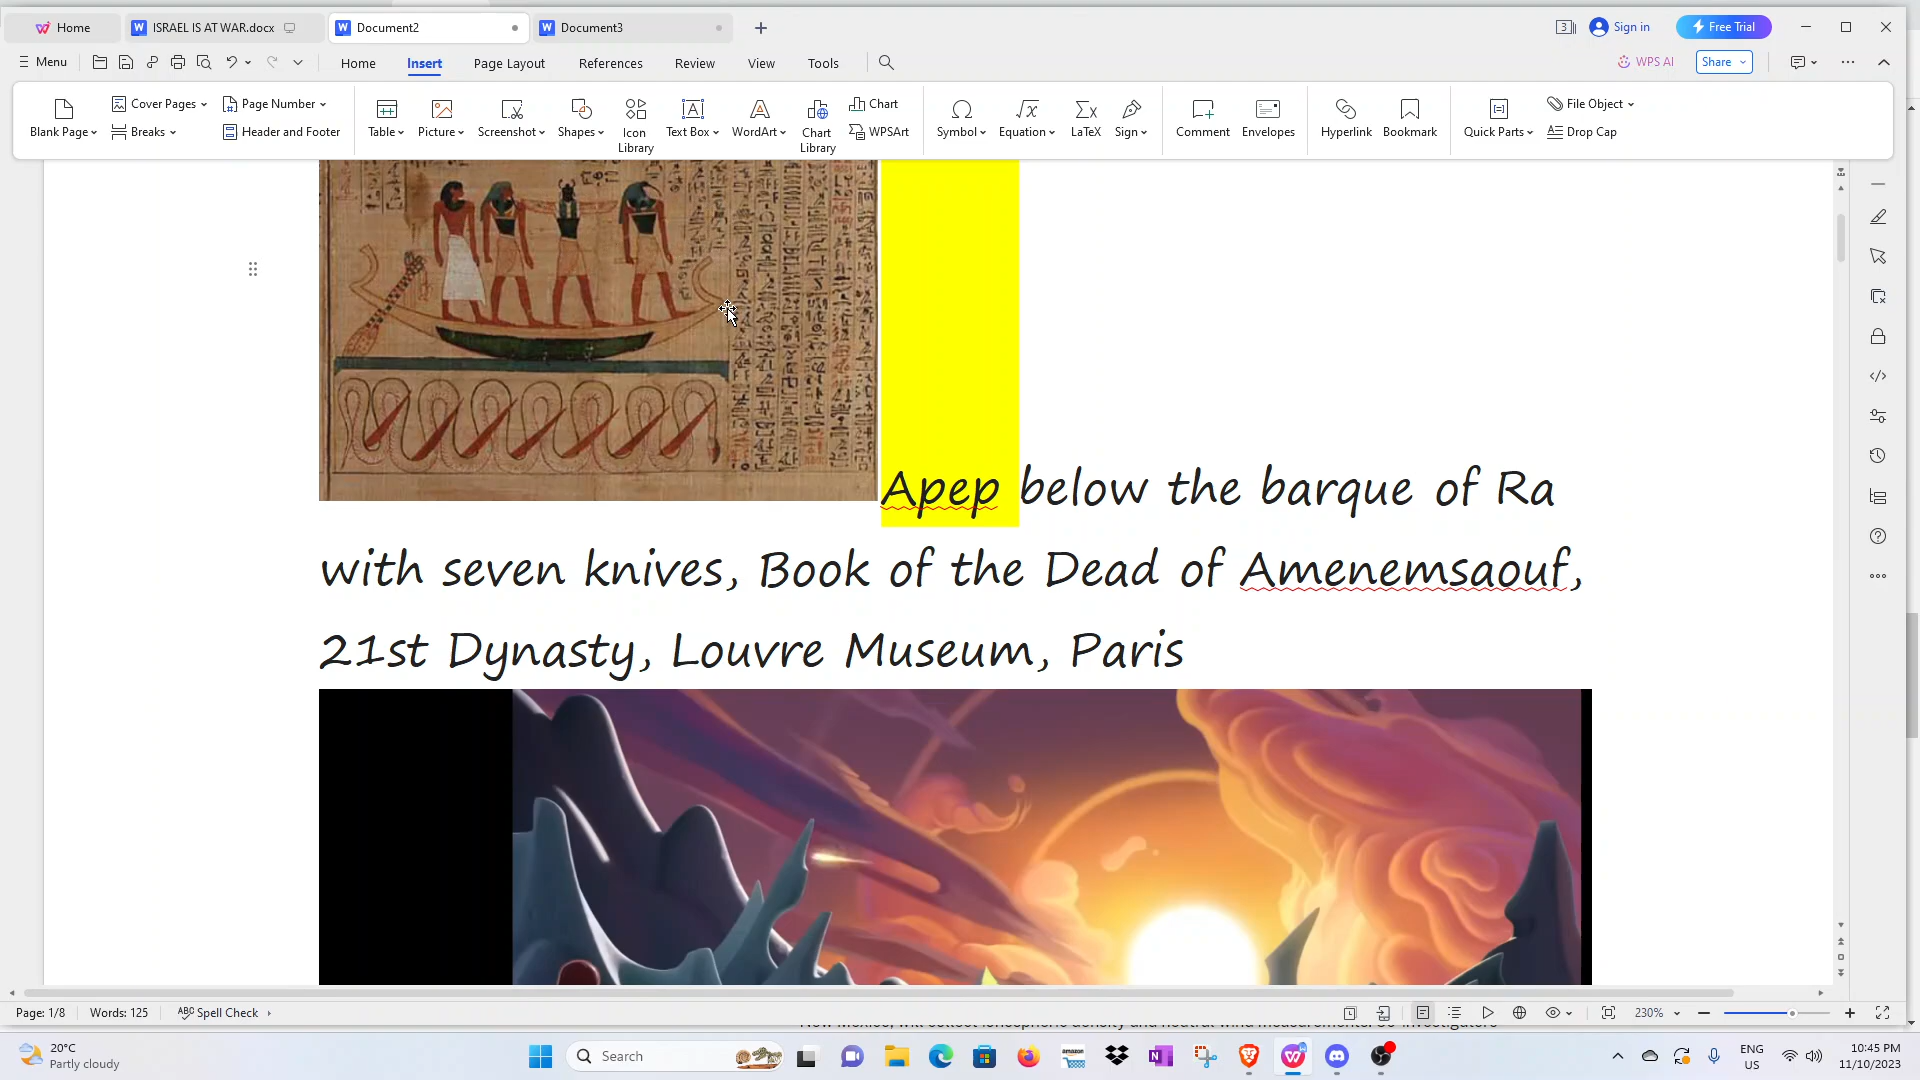 Home
ISRAEL IS AT WAR.docx
Document2
Document3
3
Sign in
Free Trial
Menu
Home
Insert
Page Layout
References
Review
View
Tools
WPS AI
Share
Blank Page
Cover Pages
Breaks
Page Number
Header and Footer
Table
Picture
Screenshot
Shapes
Icon Library
Text Box
WordArt
Chart Library
Chart
WPSArt
Symbol
Equation
LaTeX
Sign
Comment
Envelopes
Hyperlink
Bookmark
Quick Parts
File Object
Drop Cap
Apep below the barque of Ra
with seven knives, Book of the Dead of Amenemsaouf,
21st Dynasty, Louvre Museum, Paris
Page: 1/8
Words: 125
Spell Check
230%
20°C
Partly cloudy
Search
amazon
ENG
US
10:45 PM
11/10/2023